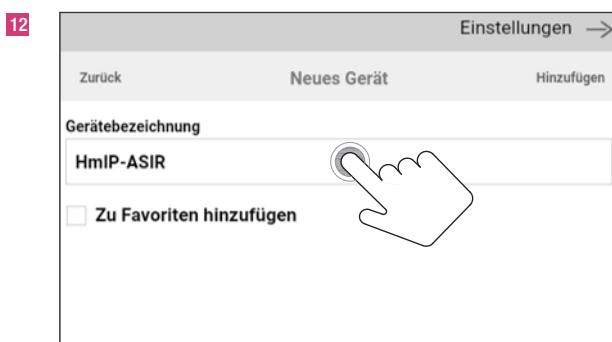 12
Einstellungen →
Zurück Neues Gerät Hinzufügen
Gerätebezeichnung
HmIP-ASIR
Zu Favoriten hinzufügen